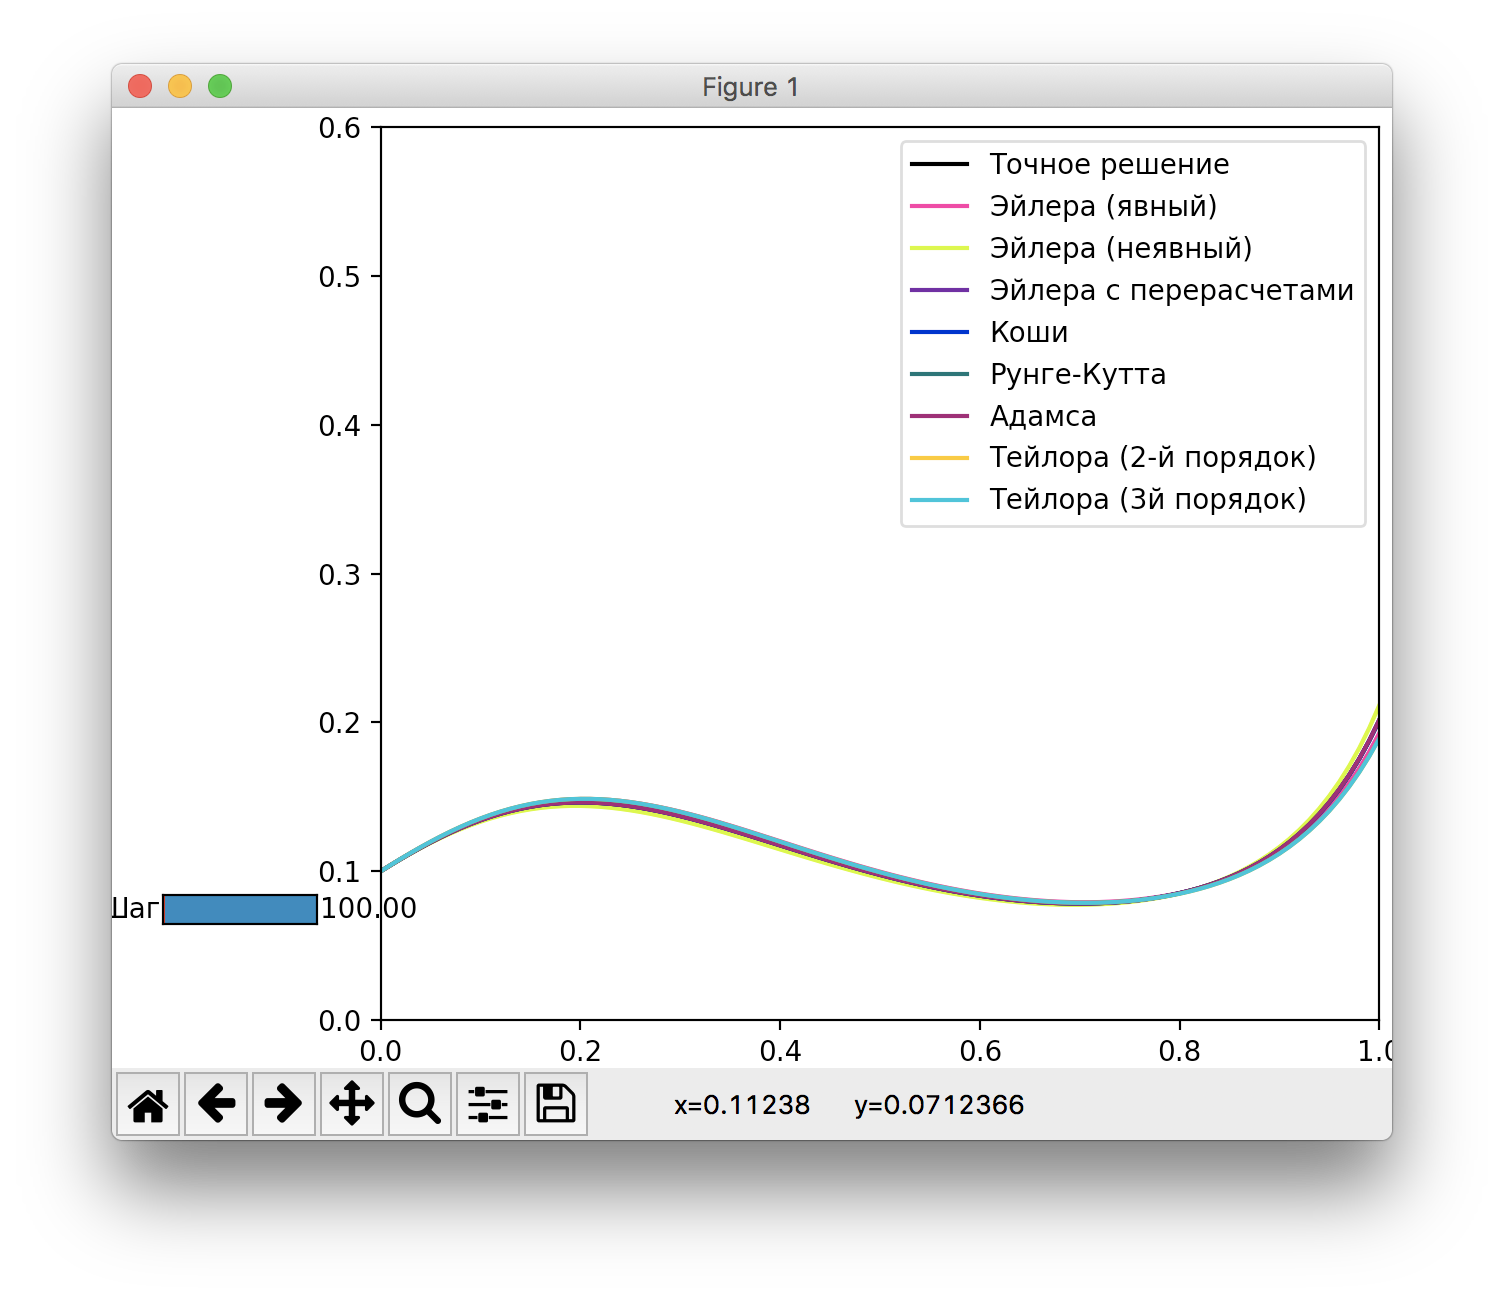 Figure 1
0.6
0.5
0.4
0.3
0.2
0.1
0.0
Точное решение
Эйлера (явный)
Эйлера (неявный)
Эйлера с перерасчетами
Коши
Рунге-Кутта
Адамса
Тейлора (2-й порядок)
Тейлора (3й порядок)
Шаг 100.00
0.0 0.2 0.4 0.6 0.8 1.0
x=0.11238 y=0.0712366